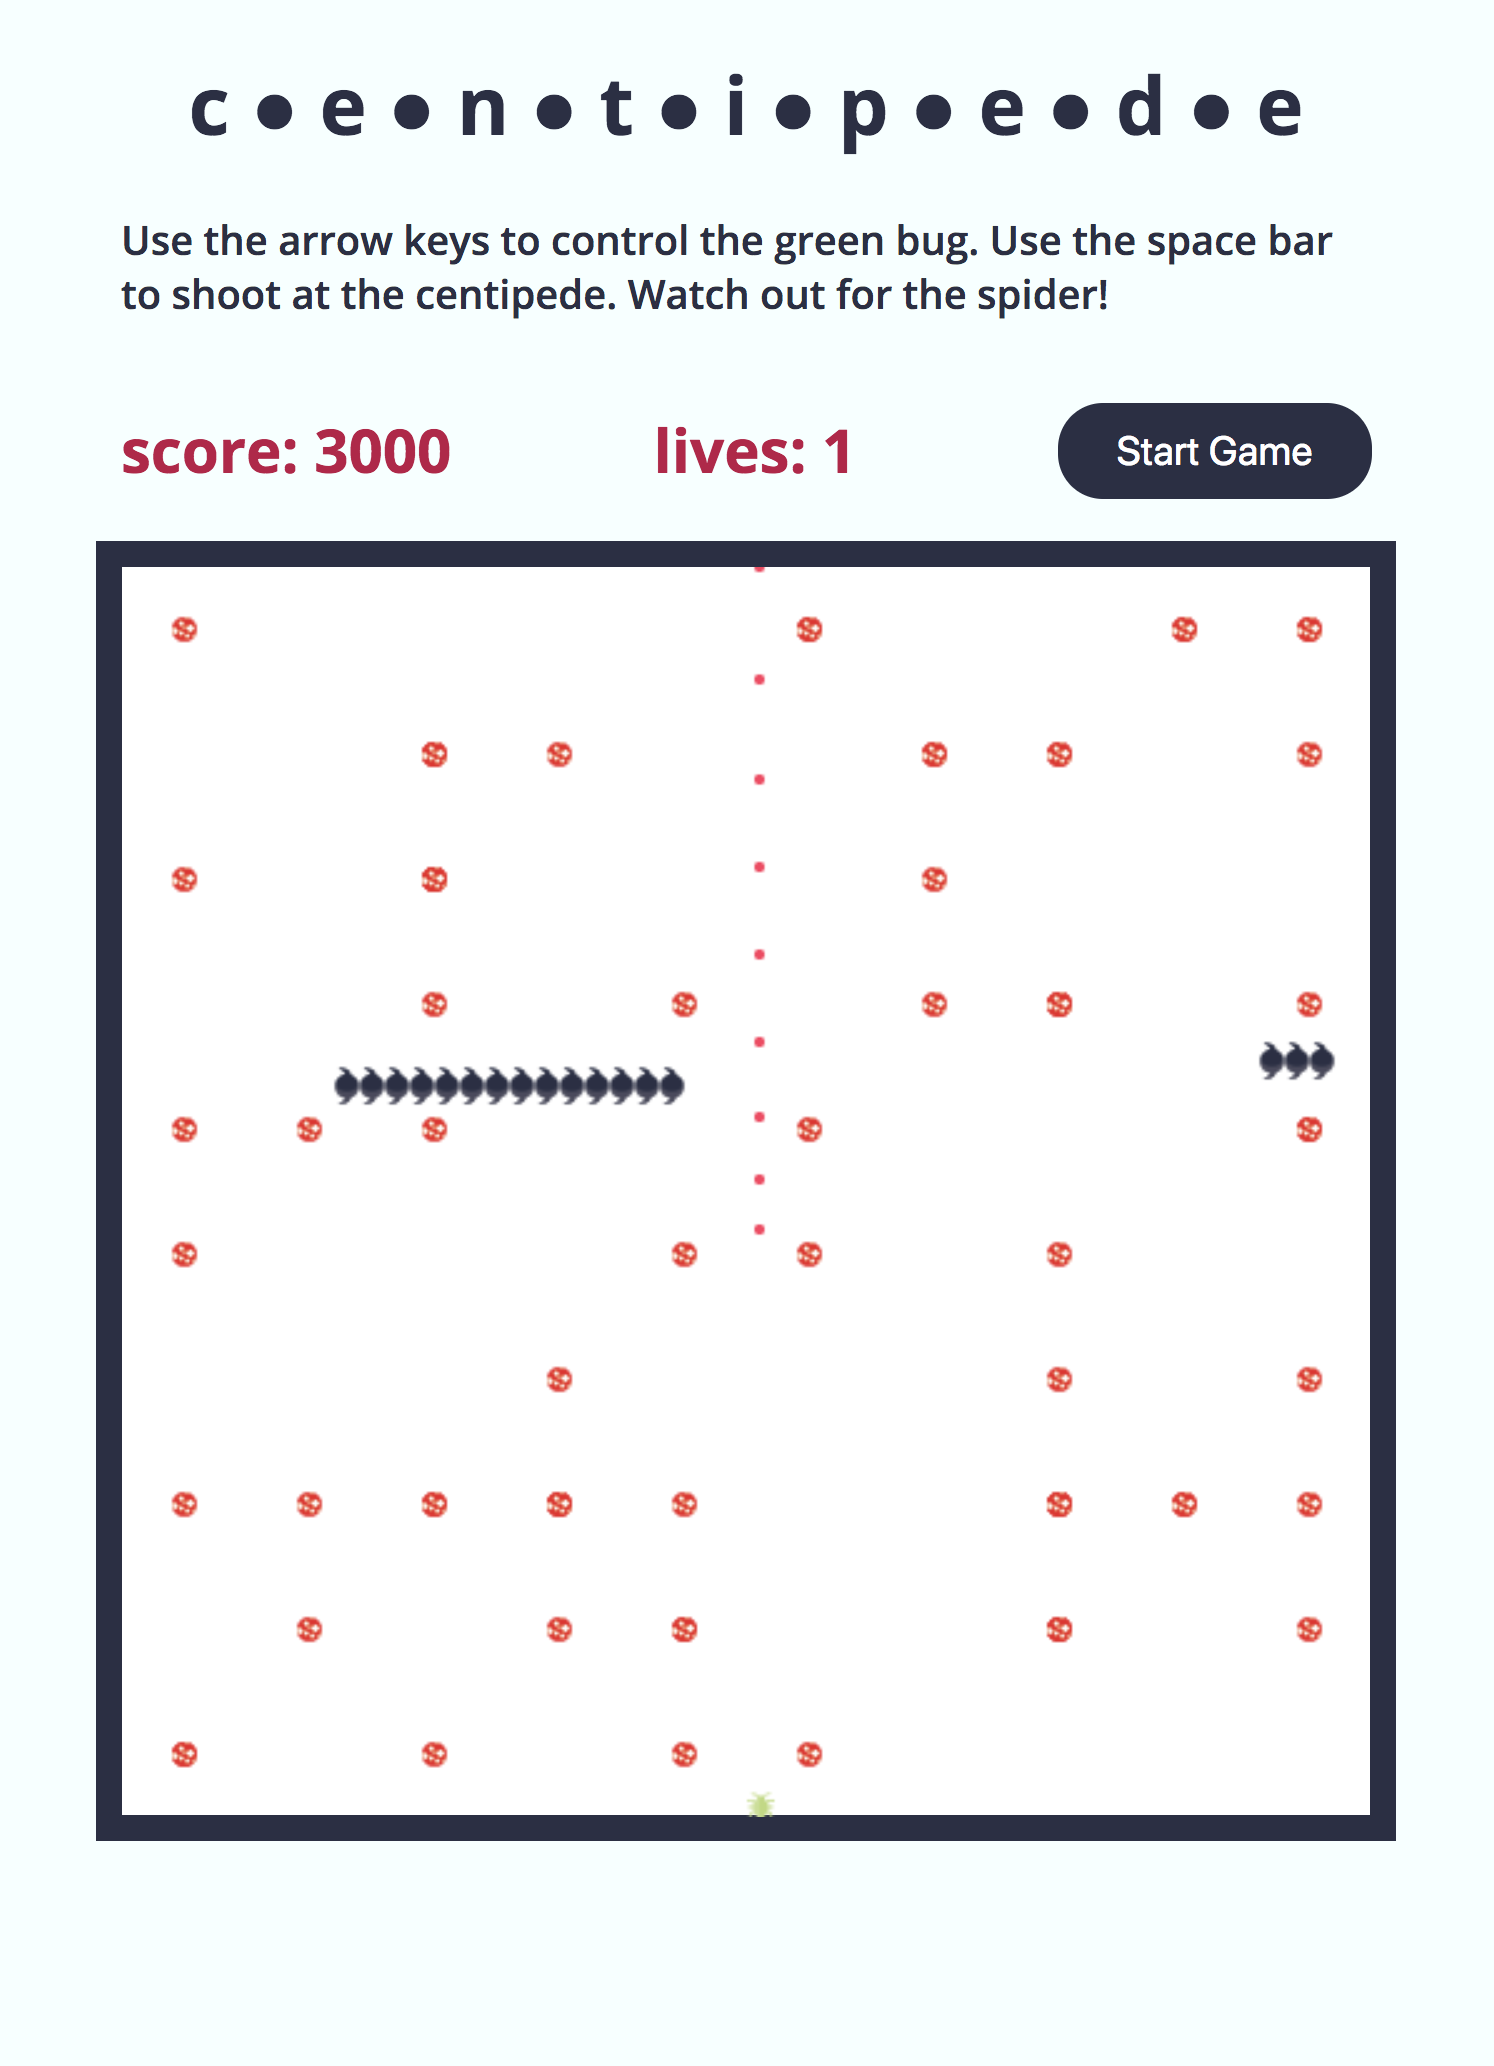 c • e • n • t • i • p • e • d • e
Use the arrow keys to control the green bug. Use the space bar
to shoot at the centipede. Watch out for the spider!
score: 3000 lives: 1 Start Game